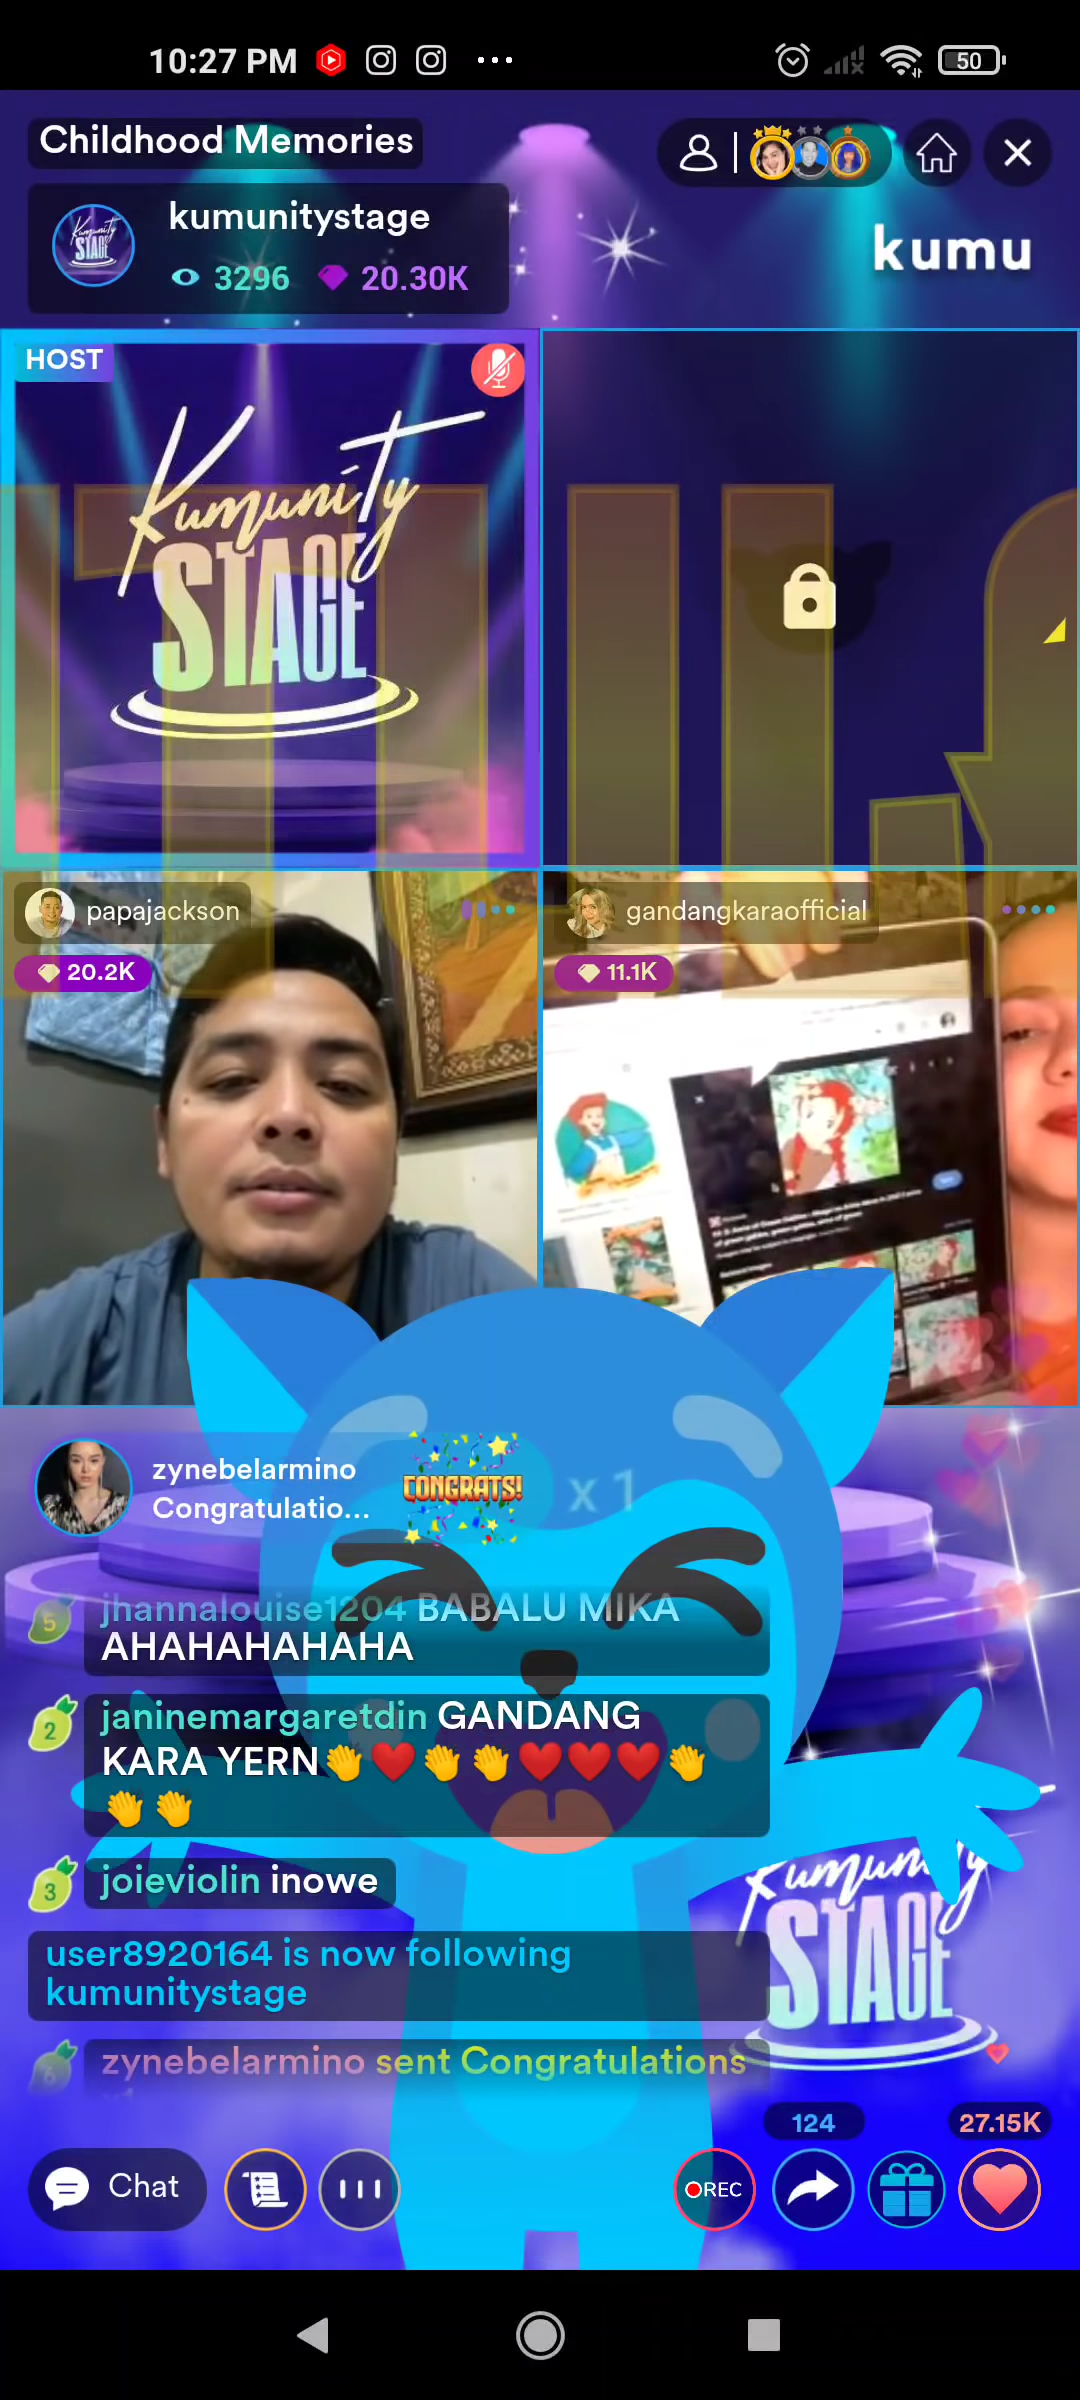 10:27 PM
50
Childhood Memories
kumunitystage
3296 20.30K
kumu
HOST
Kumunity
STAGE
papajackson
20.2K
gandangkaraofficial
11.1K
zynebelarmino
Congratulatio...
CONGRATS!
x 1
5 jhannalouise1204 BABALU MIKA
AHAHAHAHAHA
2 janinemargaretdin GANDANG
KARA YERN👏❤️👏👏❤️❤️❤️👏
👏👏
3 joieviolin inowe
user8920164 is now following
kumunitystage
6 zynebelarmino sent Congratulations
Kumunity
STAGE
124
27.15K
Chat
REC